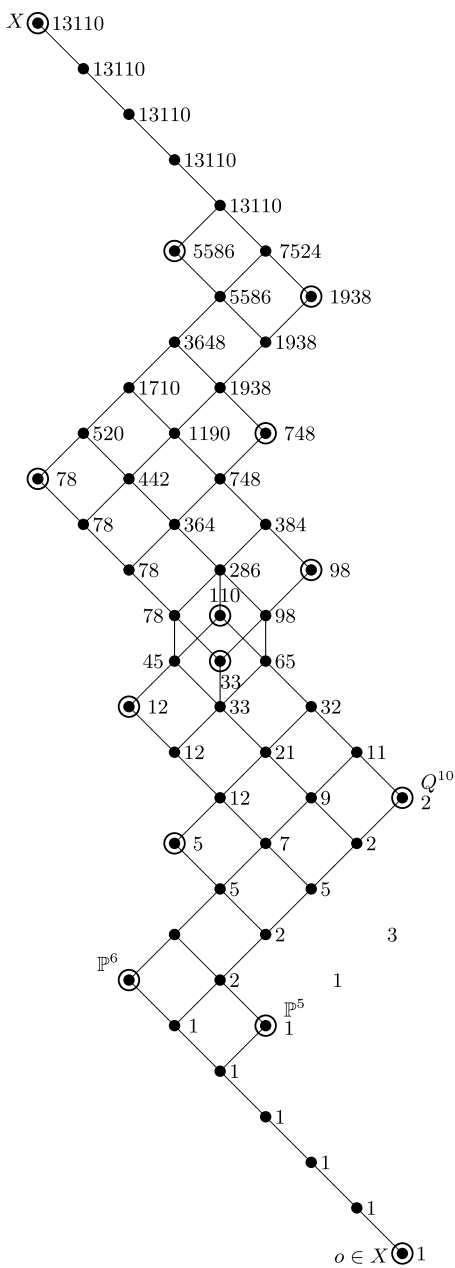 X 13110
13110
13110
13110
13110
5586 7524
5586 1938
3648 1938
1710 1938
520 1190 748
78 442 748
78 364 384
78 286 98
110
78 98
45 65
33
12 33 32
12 21 11
Q^{10}
12 9 2
5 7 2
5 5
2 3
ℙ^6
2 1
ℙ^5
1 1
1
1
1
1
o ∈ X 1